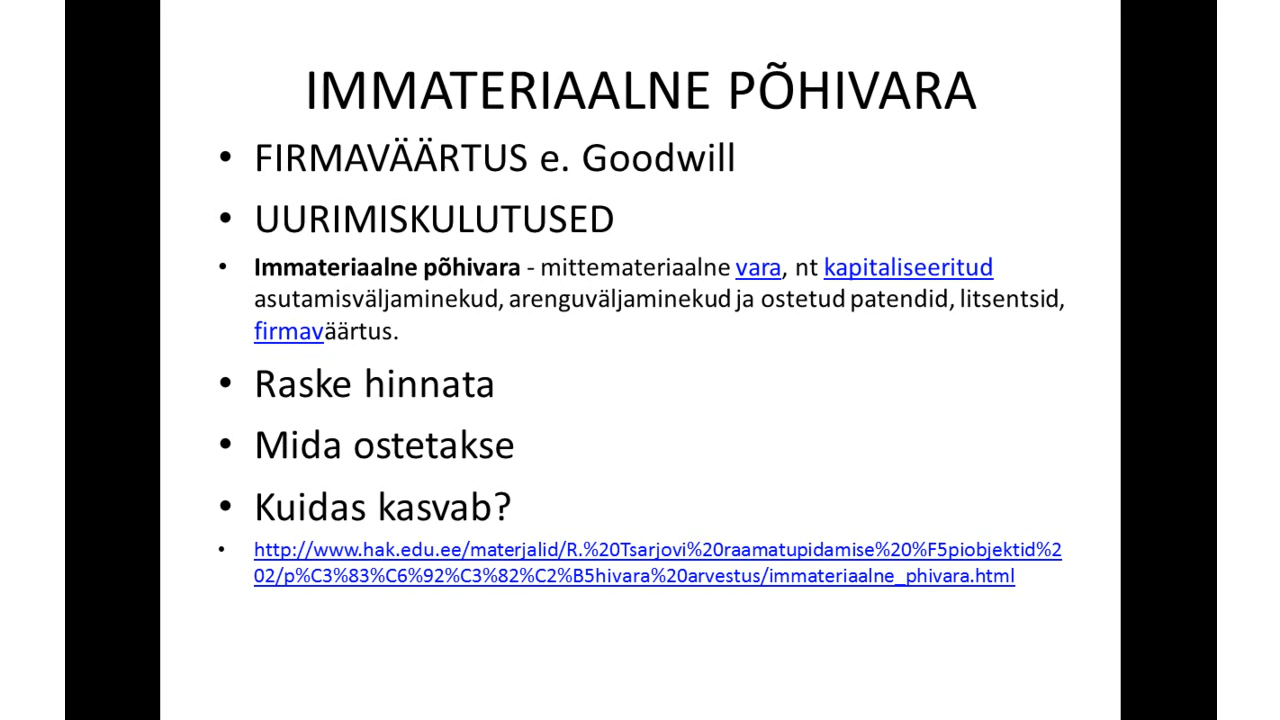 IMMATERIAALNE PÕHIVARA
• FIRMAVÄÄRTUS e. Goodwill
• UURIMISKULUTUSED
• Immateriaalne põhivara - mittemateriaalne vara, nt kapitaliseeritud
asutamisväljaminekud, arenguväljaminekud ja ostetud patendid, litsentsid,
firmaväärtus.
• Raske hinnata
• Mida ostetakse
• Kuidas kasvab?
• http://www.hak.edu.ee/materjalid/R.%20Tsarjovi%20raamatupidamise%20%F5piobjektid%2
02/p%C3%83%C6%92%C3%82%C2%B5hivara%20arvestus/immateriaalne_phivara.html